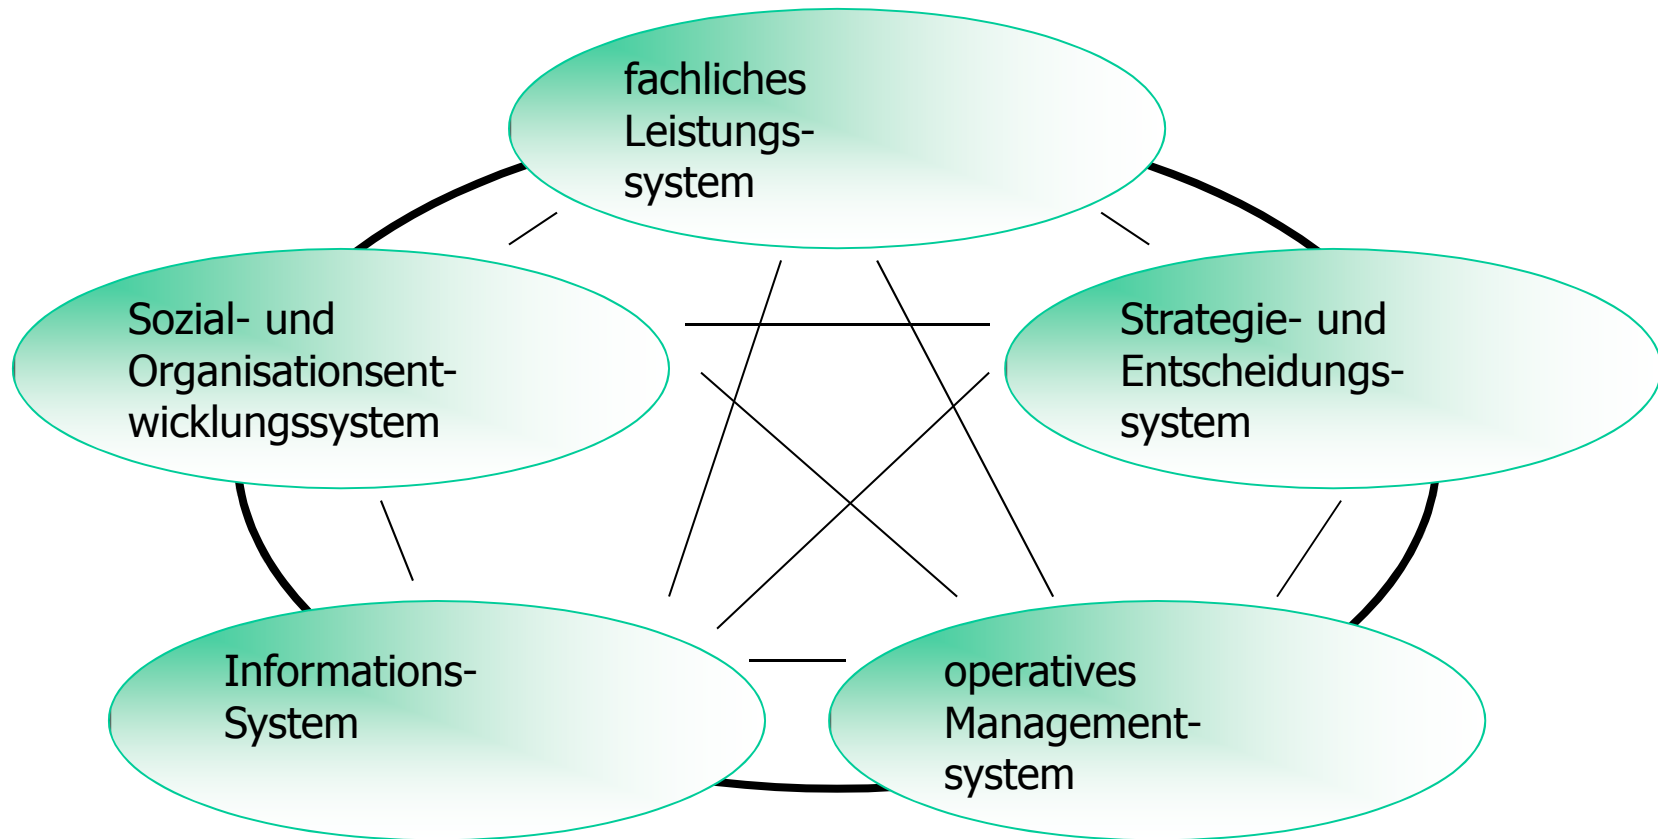 fachliches
Leistungs-
system
Sozial- und
Organisationsent-
wicklungssystem
Strategie- und
Entscheidungs-
system
Informations-
System
operatives
Management-
system